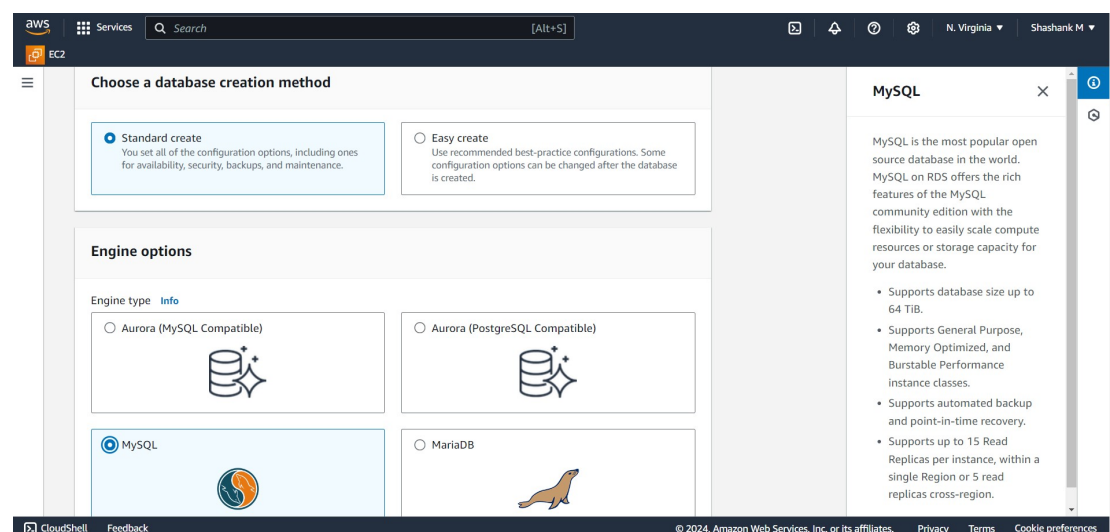 aws
Services
Search
[Alt+S]
N. Virginia
Shashank M
EC2
Choose a database creation method
Standard create
You set all of the configuration options, including ones
for availability, security, backups, and maintenance.
Easy create
Use recommended best-practice configurations. Some
configuration options can be changed after the database
is created.
Engine options
Engine type Info
Aurora (MySQL Compatible)
Aurora (PostgreSQL Compatible)
MySQL
MariaDB
MySQL
MySQL is the most popular open
source database in the world.
MySQL on RDS offers the rich
features of the MySQL
community edition with the
flexibility to easily scale compute
resources or storage capacity for
your database.
• Supports database size up to
64 TiB.
• Supports General Purpose,
Memory Optimized, and
Burstable Performance
instance classes.
• Supports automated backup
and point-in-time recovery.
• Supports up to 15 Read
Replicas per instance, within a
single Region or 5 read
replicas cross-region.
CloudShell
Feedback
© 2024, Amazon Web Services, Inc. or its affiliates.
Privacy
Terms
Cookie preferences